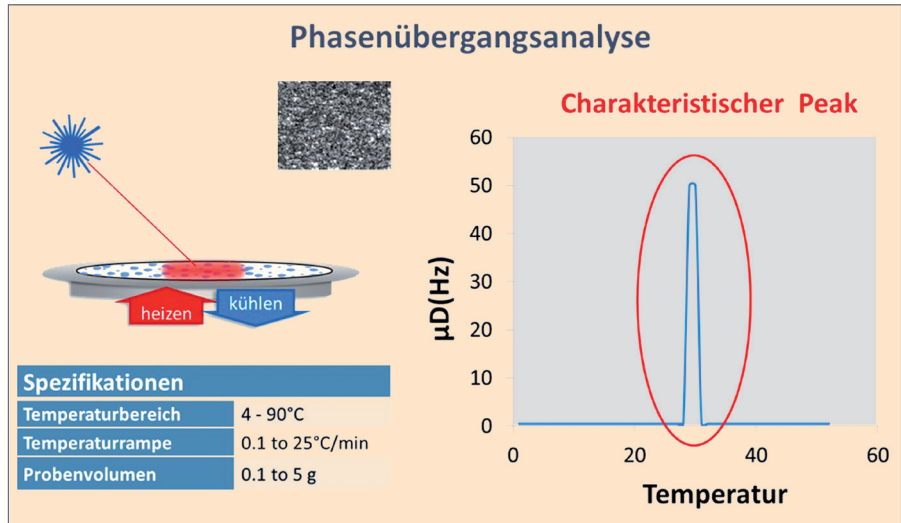 Phasenübergangsanalyse
heizen
kühlen
Spezifikationen
Temperaturbereich 4 - 90°C
Temperaturrampe 0.1 to 25°C/min
Probenvolumen 0.1 to 5 g
Charakteristischer Peak
µD(Hz)
60
50
40
30
20
10
0
0 20 40 60
Temperatur